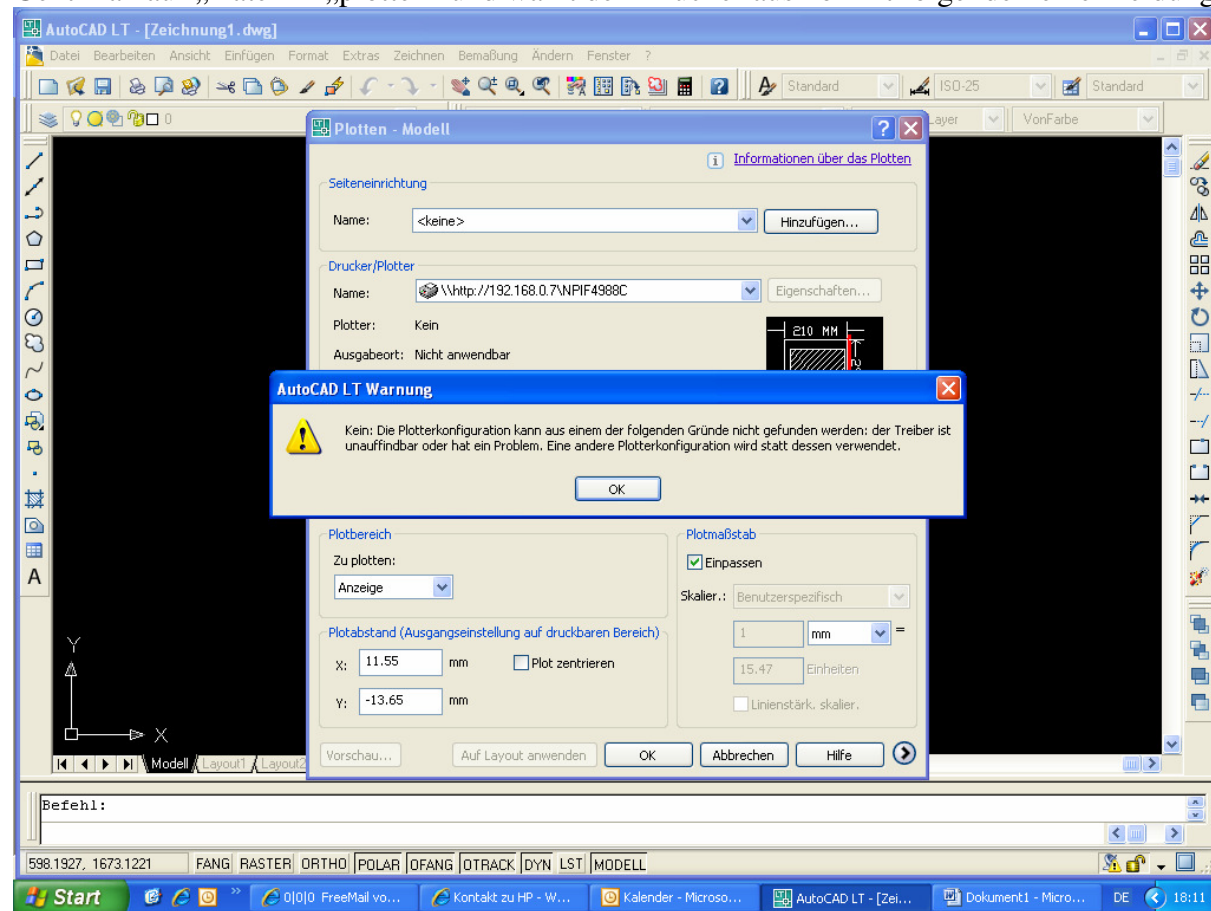 AutoCAD LT - [Zeichnung1.dwg]
Datei Bearbeiten Ansicht Einfügen Format Extras Zeichnen Bemaßung Ändern Fenster ?
Standard ISO-25 Standard
0 Layer VonFarbe
Plotten - Modell
Informationen über das Plotten
Seiteneinrichtung
Name: <keine> Hinzufügen...
Drucker/Plotter
Name: \\http://192.168.0.7\NPIF4988C Eigenschaften...
Plotter: Kein
210 MM
Ausgabeort: Nicht anwendbar
AutoCAD LT Warnung
Kein: Die Plotterkonfiguration kann aus einem der folgenden Gründe nicht gefunden werden: der Treiber ist
unauffindbar oder hat ein Problem. Eine andere Plotterkonfiguration wird statt dessen verwendet.
OK
Plotbereich
Zu plotten:
Anzeige
Plotmaßstab
Einpassen
Skalier.: Benutzerspezifisch
1 mm =
15.47 Einheiten
Linienstärk. skalier.
Plotabstand (Ausgangseinstellung auf druckbaren Bereich)
X: 11.55 mm Plot zentrieren
Y: -13.65 mm
Vorschau... Auf Layout anwenden OK Abbrechen Hilfe
Y
X
A
Modell Layout1 Layout2
Befehl:
598.1927, 1673.1221 FANG RASTER ORTHO POLAR OFANG OTRACK DYN LST MODELL
Start 0|0|0 FreeMail vo... Kontakt zu HP - W... Kalender - Microso... AutoCAD LT - [Zei... Dokument1 - Micro... DE 18:11